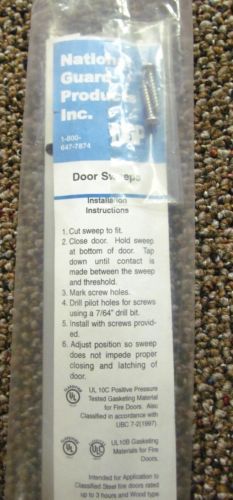 National
Guard
Products
Inc.
1-800-
647-7874
Door Sweeps
Installation
Instructions
1. Cut sweep to fit.
2. Close door. Hold sweep
at bottom of door. Tap
down until contact is
made between the sweep
and threshold.
3. Mark screw holes.
4. Drill pilot holes for screws
using a 7/64" drill bit.
5. Install with screws provid-
ed.
6. Adjust position so sweep
does not impede proper
closing and latching of
door.
UL 10C Positive Pressure
Tested Gasketing Material
for Fire Doors. Also
Classified in accordance with
UBC 7-2(1997).
UL10B Gasketing
Materials for Fire
Doors.
Intended for Application to
Classified Steel fire doors rated
up to 3 hours and Wood type